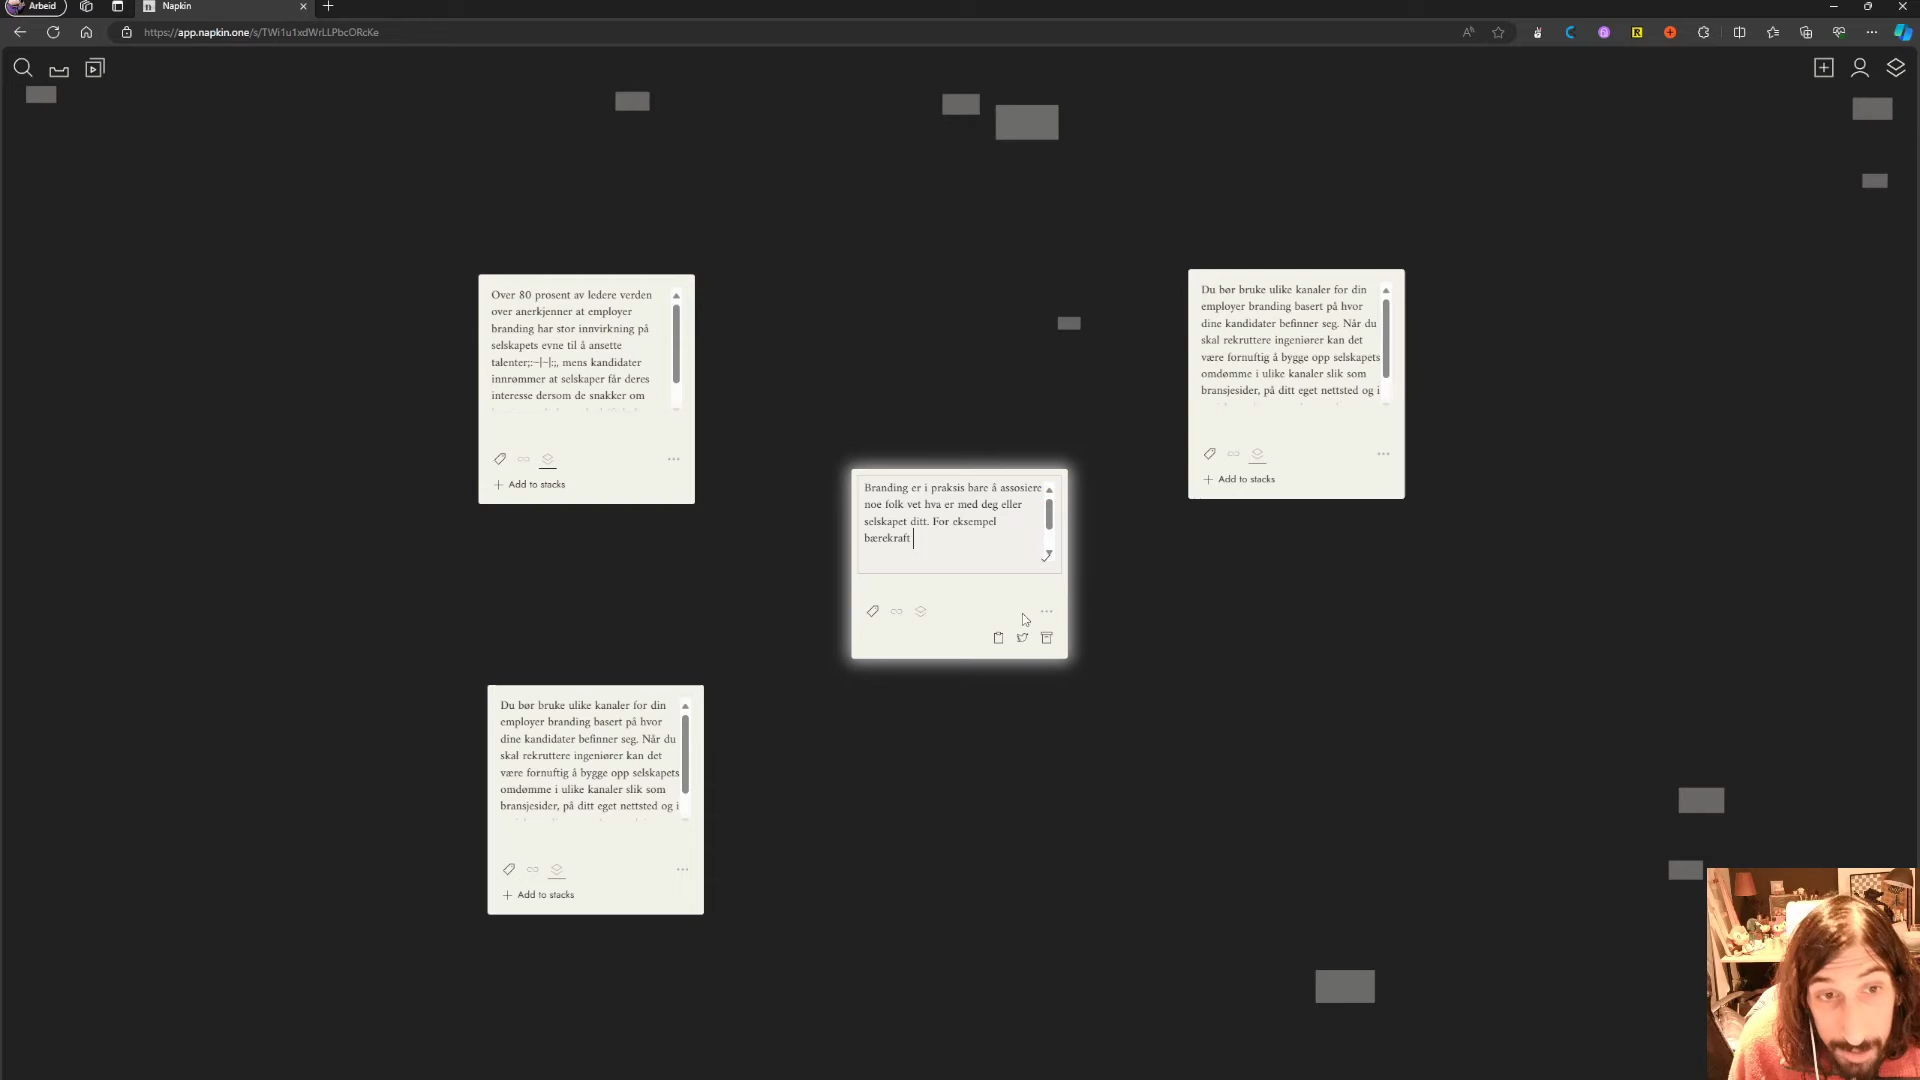 Arbeid
Napkin
https://app.napkin.one/s/TWi1u1xdWrLLPbcORcKe
Over 80 prosent av ledere verden
over anerkjenner at employer
branding har stor innvirkning på
selskapets evne til å ansette
talenter;:~|~|:;, mens kandidater
innrømmer at selskaper får deres
interesse dersom de snakker om
Add to stacks
Du bør bruke ulike kanaler for din
employer branding basert på hvor
dine kandidater befinner seg. Når du
skal rekruttere ingeniører kan det
være fornuftig å bygge opp selskapets
omdømme i ulike kanaler slik som
bransjesider, på ditt eget nettsted og i
Add to stacks
Branding er i praksis bare å assosiere
noe folk vet hva er med deg eller
selskapet ditt. For eksempel
bærekraft
Du bør bruke ulike kanaler for din
employer branding basert på hvor
dine kandidater befinner seg. Når du
skal rekruttere ingeniører kan det
være fornuftig å bygge opp selskapets
omdømme i ulike kanaler slik som
bransjesider, på ditt eget nettsted og i
Add to stacks